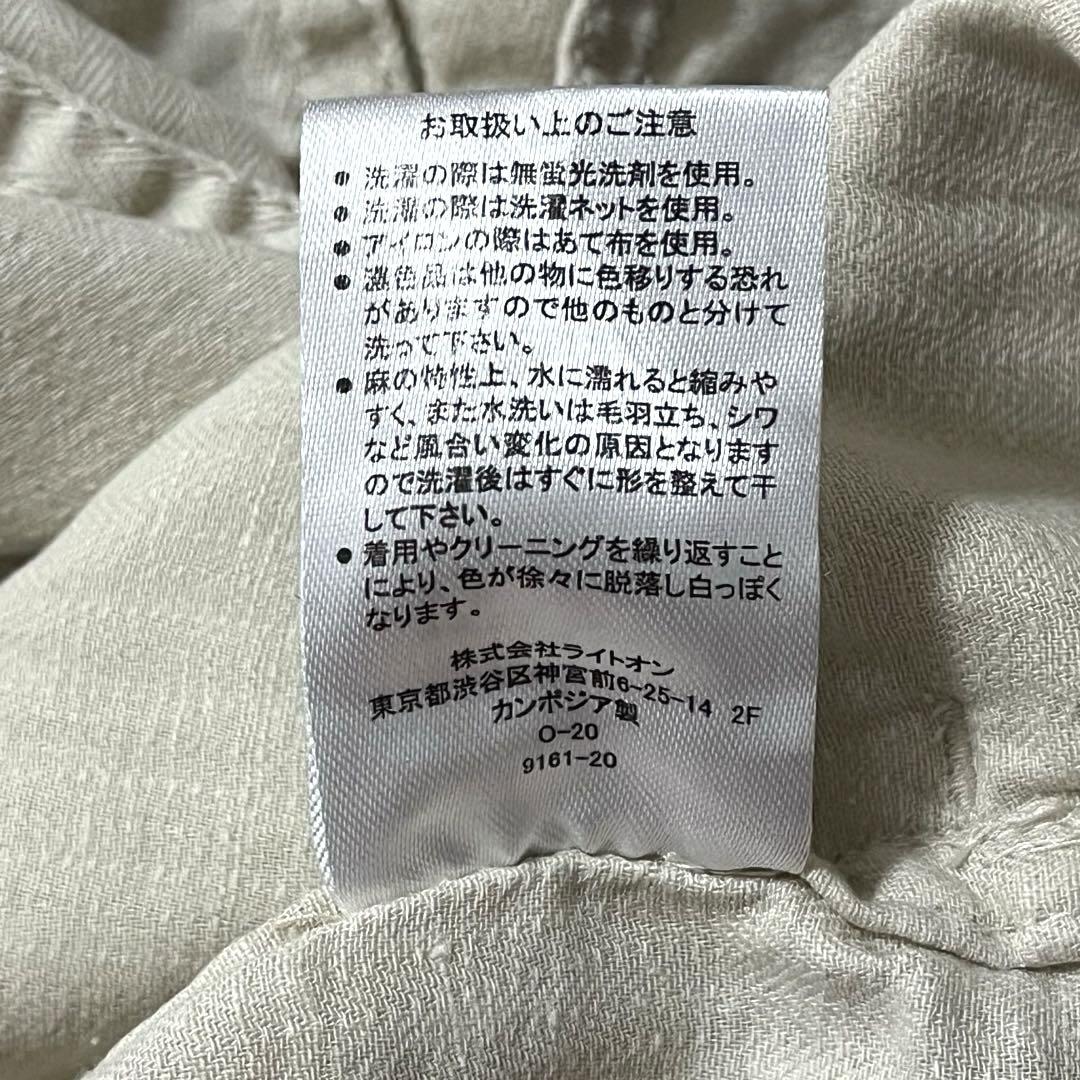 お取扱い上のご注意
● 洗濯の際は無蛍光洗剤を使用。
● 洗濯の際は洗濯ネットを使用。
● アイロンの際はあて布を使用。
● 濃色品は他の物に色移りする恐れ
がありますので他のものと分けて
洗って下さい。
● 麻の特性上、水に濡れると縮みや
すく、また水洗いは毛羽立ち、シワ
など風合い変化の原因となります
ので洗濯後はすぐに形を整えて干
して下さい。
● 着用やクリーニングを繰り返すこと
により、色が徐々に脱落し白っぽく
なります。
株式会社ライトオン
東京都渋谷区神宮前6-25-14 2F
カンボジア製
O-20
9161-20